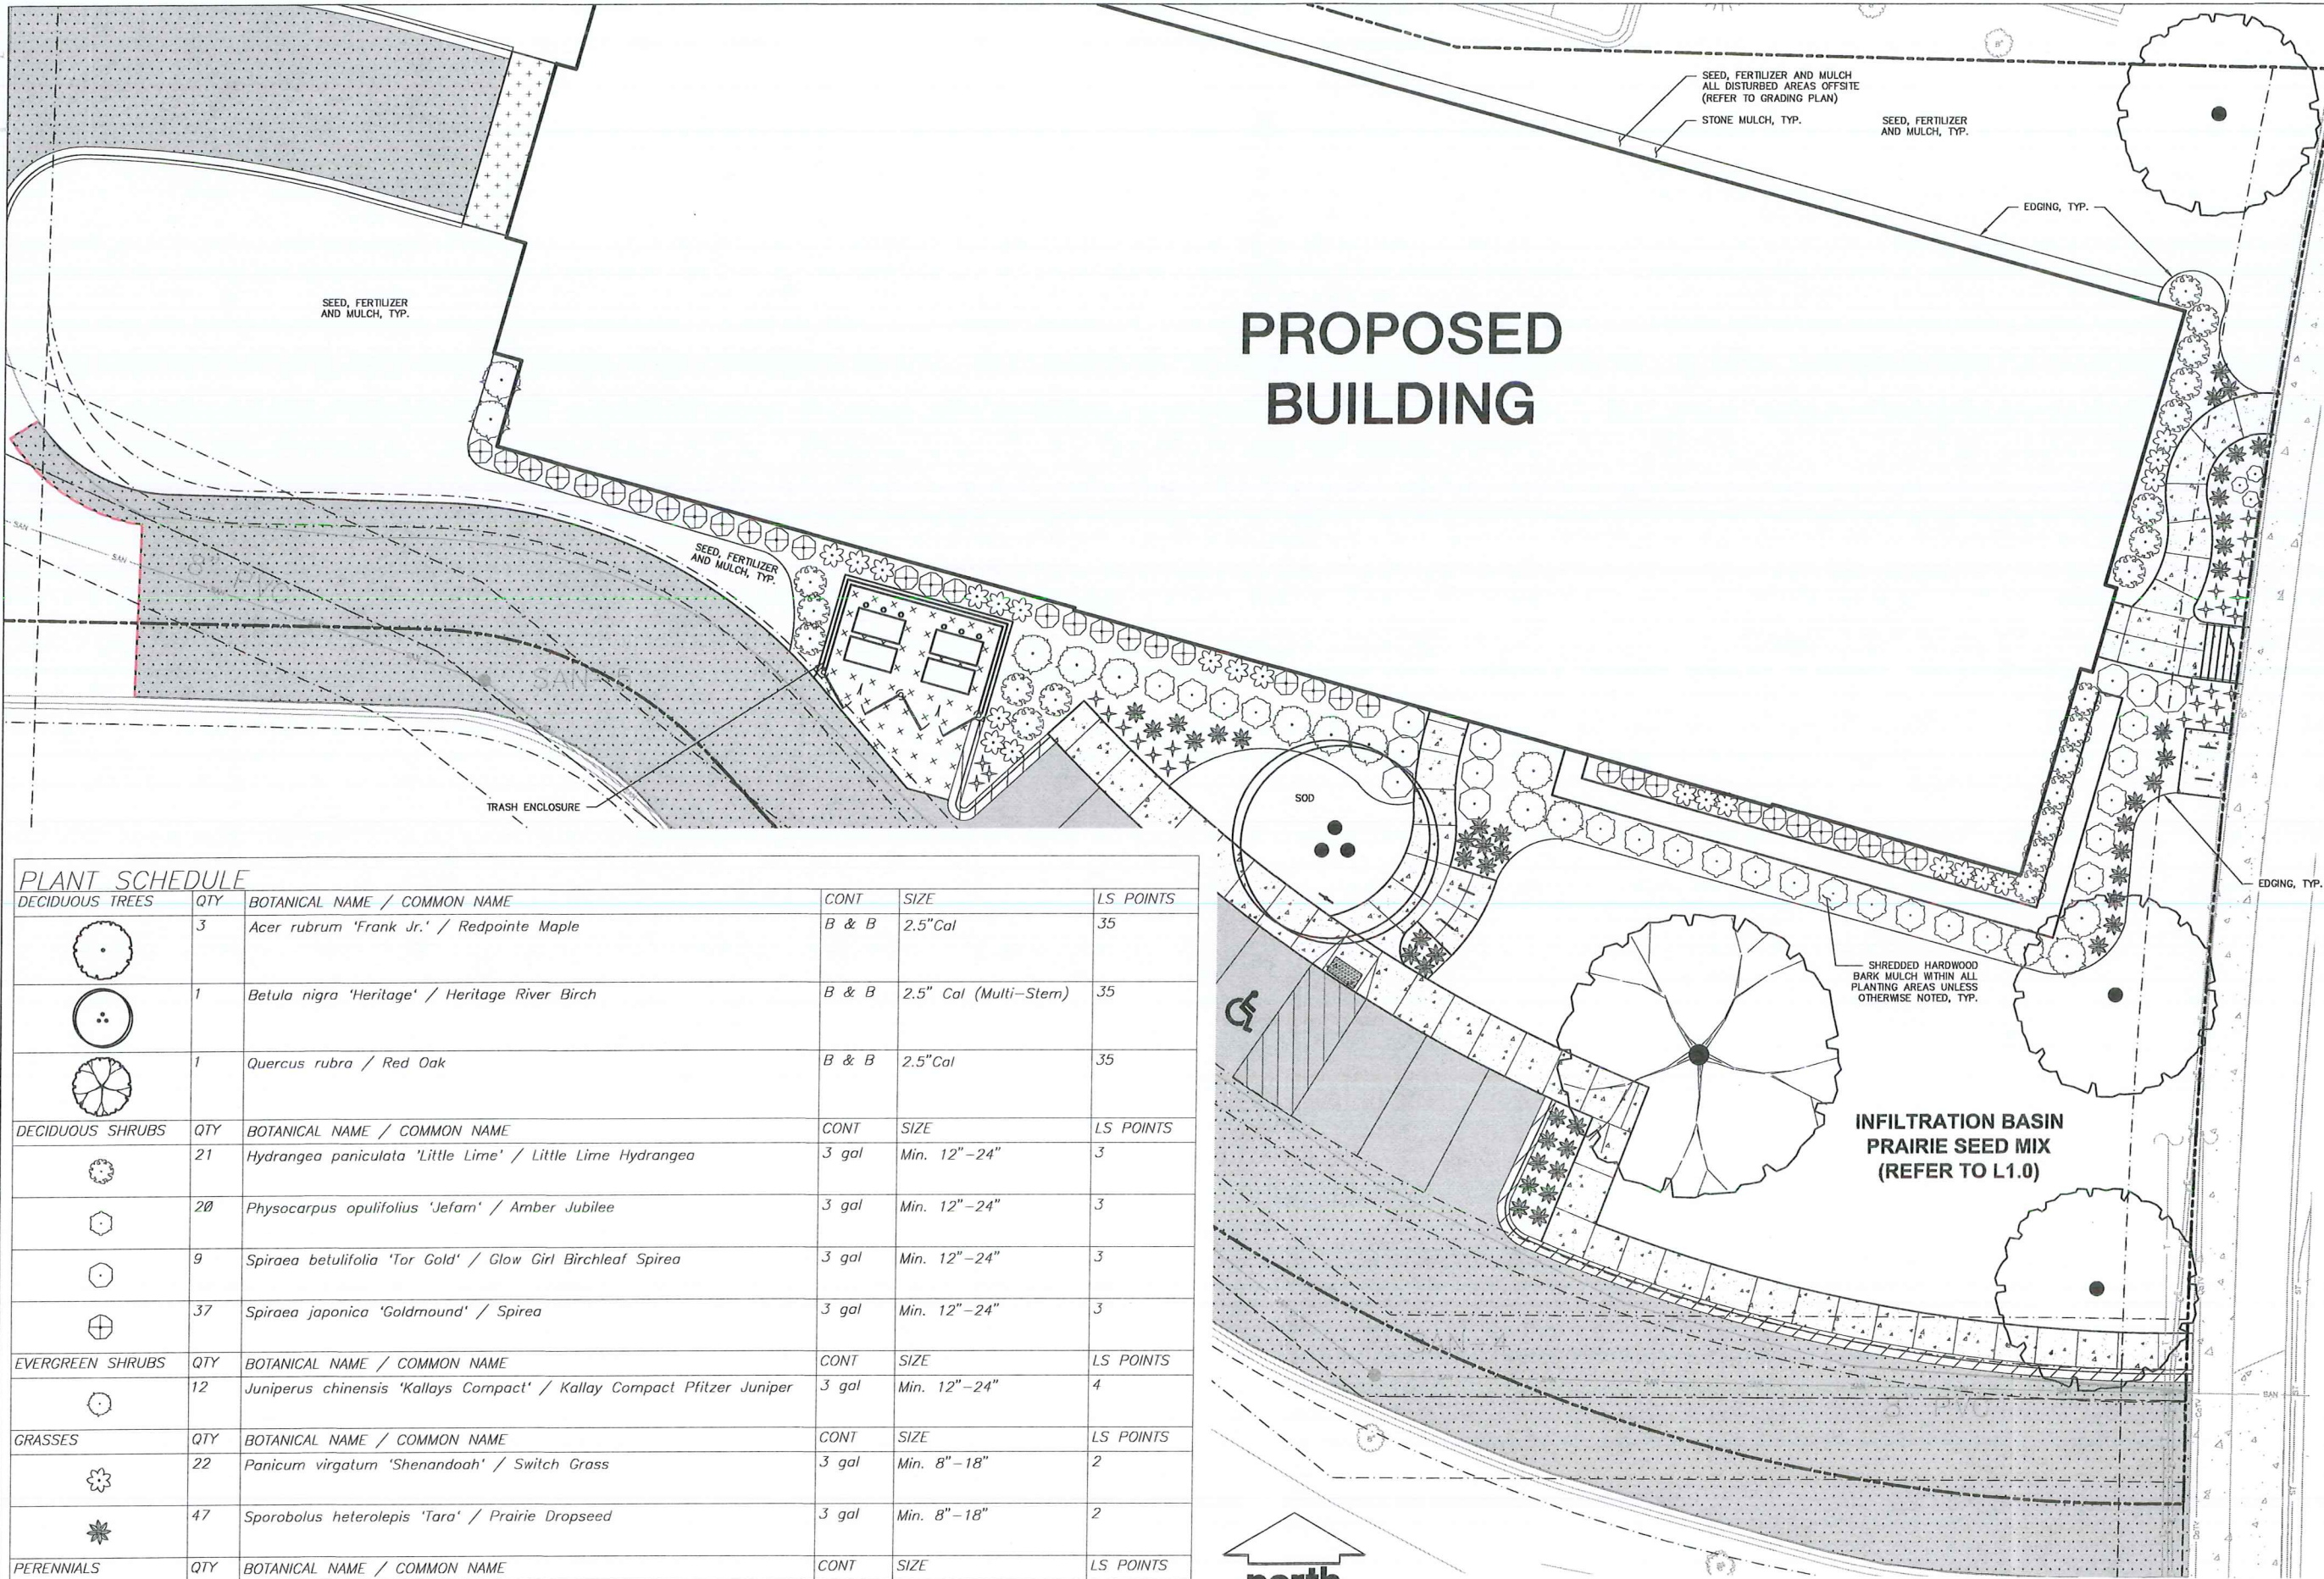 SEED, FERTILIZER AND MULCH
ALL DISTURBED AREAS OFFSITE
(REFER TO GRADING PLAN)
STONE MULCH, TYP.
SEED, FERTILIZER
AND MULCH, TYP.
8"
EDGING, TYP.
SEED, FERTILIZER
AND MULCH, TYP.
PROPOSED
BUILDING
SAN
SAN
8" PVC
SAN
SEED, FERTILIZER
AND MULCH, TYP.
TRASH ENCLOSURE
SOD
EDGING, TYP.
SHREDDED HARDWOOD
BARK MULCH WITHIN ALL
PLANTING AREAS UNLESS
OTHERWISE NOTED, TYP.
INFILTRATION BASIN
PRAIRIE SEED MIX
(REFER TO L1.0)
8" PVC
SAN
CaTV
ST
north
PLANT SCHEDULE
DECIDUOUS TREES QTY BOTANICAL NAME / COMMON NAME CONT SIZE LS POINTS
3 Acer rubrum 'Frank Jr.' / Redpointe Maple B & B 2.5"Cal 35
1 Betula nigra 'Heritage' / Heritage River Birch B & B 2.5" Cal (Multi-Stem) 35
1 Quercus rubra / Red Oak B & B 2.5"Cal 35
DECIDUOUS SHRUBS QTY BOTANICAL NAME / COMMON NAME CONT SIZE LS POINTS
21 Hydrangea paniculata 'Little Lime' / Little Lime Hydrangea 3 gal Min. 12"-24" 3
20 Physocarpus opulifolius 'Jefam' / Amber Jubilee 3 gal Min. 12"-24" 3
9 Spiraea betulifolia 'Tor Gold' / Glow Girl Birchleaf Spirea 3 gal Min. 12"-24" 3
37 Spiraea japonica 'Goldmound' / Spirea 3 gal Min. 12"-24" 3
EVERGREEN SHRUBS QTY BOTANICAL NAME / COMMON NAME CONT SIZE LS POINTS
12 Juniperus chinensis 'Kallays Compact' / Kallay Compact Pfitzer Juniper 3 gal Min. 12"-24" 4
GRASSES QTY BOTANICAL NAME / COMMON NAME CONT SIZE LS POINTS
22 Panicum virgatum 'Shenandoah' / Switch Grass 3 gal Min. 8"-18" 2
47 Sporobolus heterolepis 'Tara' / Prairie Dropseed 3 gal Min. 8"-18" 2
PERENNIALS QTY BOTANICAL NAME / COMMON NAME CONT SIZE LS POINTS